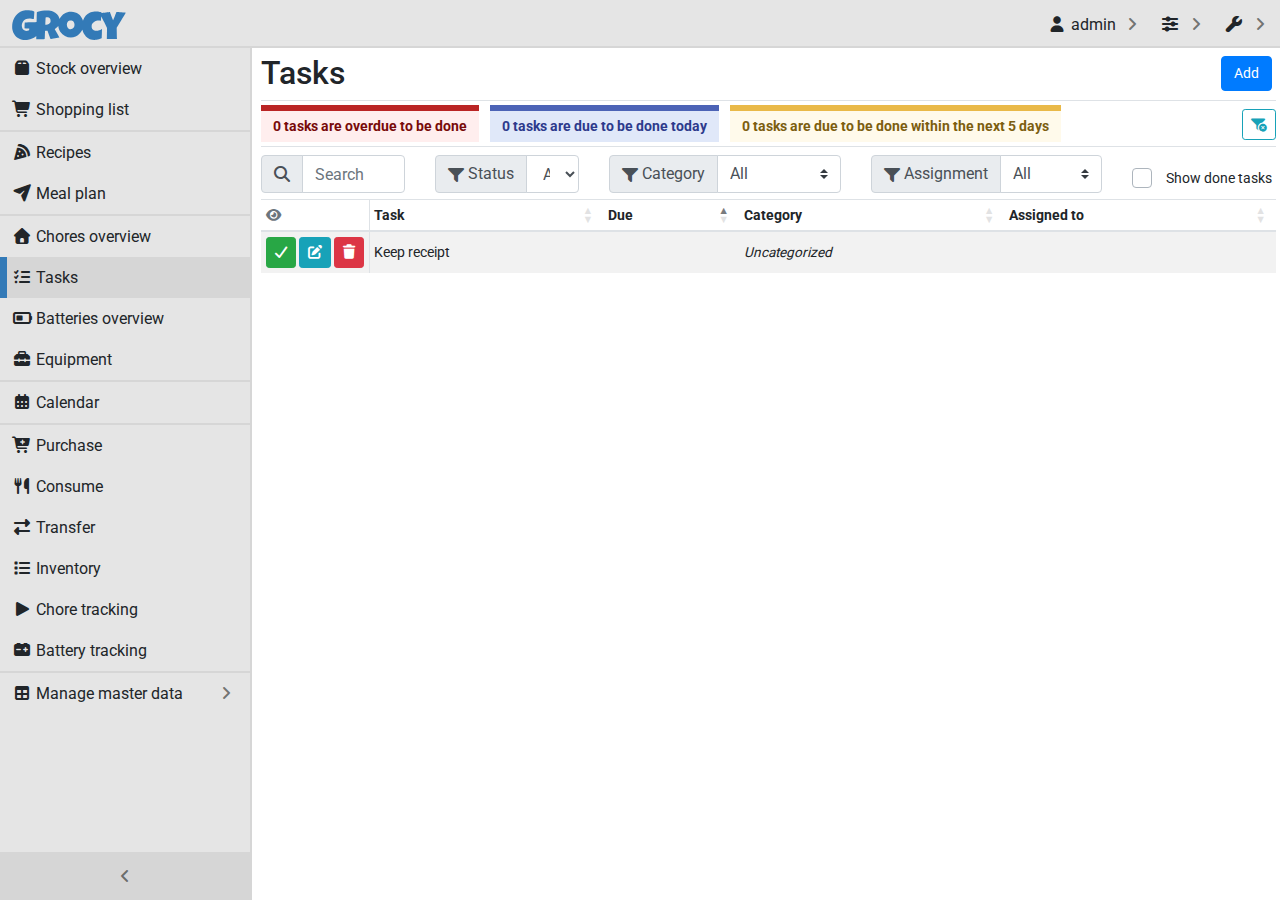 GROCY
admin
Stock overview
Shopping list
Recipes
Meal plan
Chores overview
Tasks
Batteries overview
Equipment
Calendar
Purchase
Consume
Transfer
Inventory
Chore tracking
Battery tracking
Manage master data
Tasks
Add
0 tasks are overdue to be done
0 tasks are due to be done today
0 tasks are due to be done within the next 5 days
Search
Status
Category
All
Assignment
All
Show done tasks
Task
Due
Category
Assigned to
Keep receipt
Uncategorized